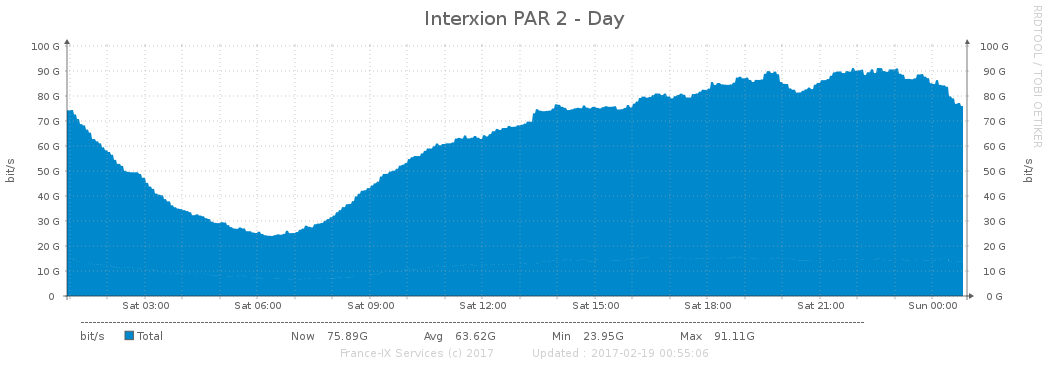 Interxion PAR 2 - Day
RRDTOOL / TOBI OETIKER
bit/s
bit/s
100 G 100 G
90 G 90 G
80 G 80 G
70 G 70 G
60 G 60 G
50 G 50 G
40 G 40 G
30 G 30 G
20 G 20 G
10 G 10 G
0 0 G
Sat 03:00 Sat 06:00 Sat 09:00 Sat 12:00 Sat 15:00 Sat 18:00 Sat 21:00 Sun 00:00
bit/s Total Now 75.89G Avg 63.62G Min 23.95G Max 91.11G
France-IX Services (c) 2017 Updated : 2017-02-19 00:55:06